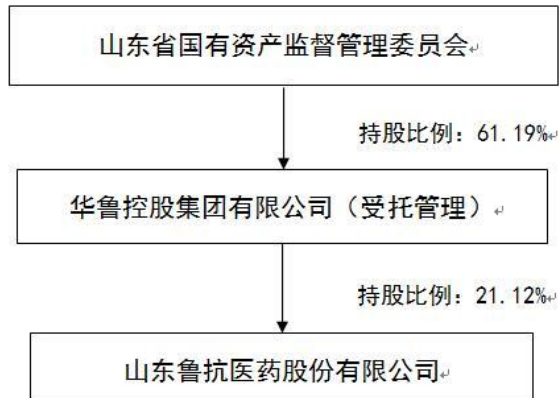 山东省国有资产监督管理委员会
持股比例：61.19%
华鲁控股集团有限公司（受托管理）
持股比例：21.12%
山东鲁抗医药股份有限公司